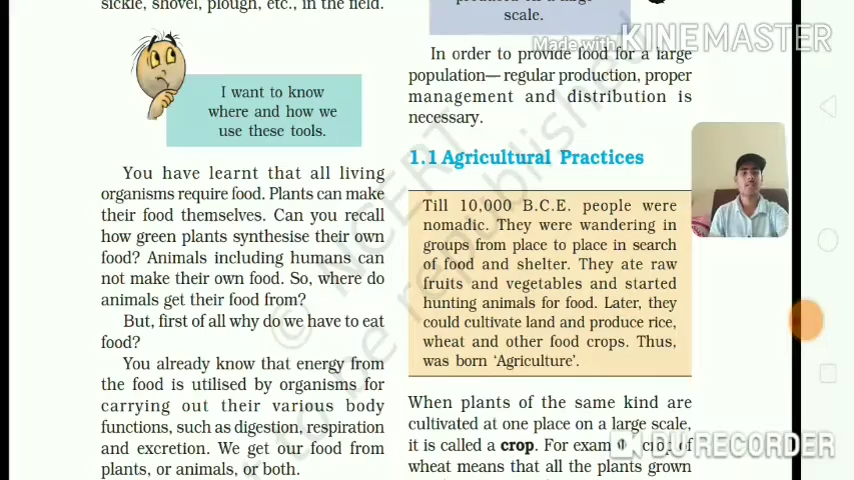 sickle, shovel, plough, etc., in the field.
I want to know
where and how we
use these tools.
You have learnt that all living
organisms require food. Plants can make
their food themselves. Can you recall
how green plants synthesise their own
food? Animals including humans can
not make their own food. So, where do
animals get their food from?
But, first of all why do we have to eat
food?
You already know that energy from
the food is utilised by organisms for
carrying out their various body
functions, such as digestion, respiration
and excretion. We get our food from
plants, or animals, or both.
scale.
Made with KINEMASTER
In order to provide food for a large
population— regular production, proper
management and distribution is
necessary.
1.1 Agricultural Practices
Till 10,000 B.C.E. people were
nomadic. They were wandering in
groups from place to place in search
of food and shelter. They ate raw
fruits and vegetables and started
hunting animals for food. Later, they
could cultivate land and produce rice,
wheat and other food crops. Thus,
was born ‘Agriculture’.
When plants of the same kind are
cultivated at one place on a large scale,
it is called a crop. For exam crop of
wheat means that all the plants grown
DU RECORDER
© NCERT
to be republished